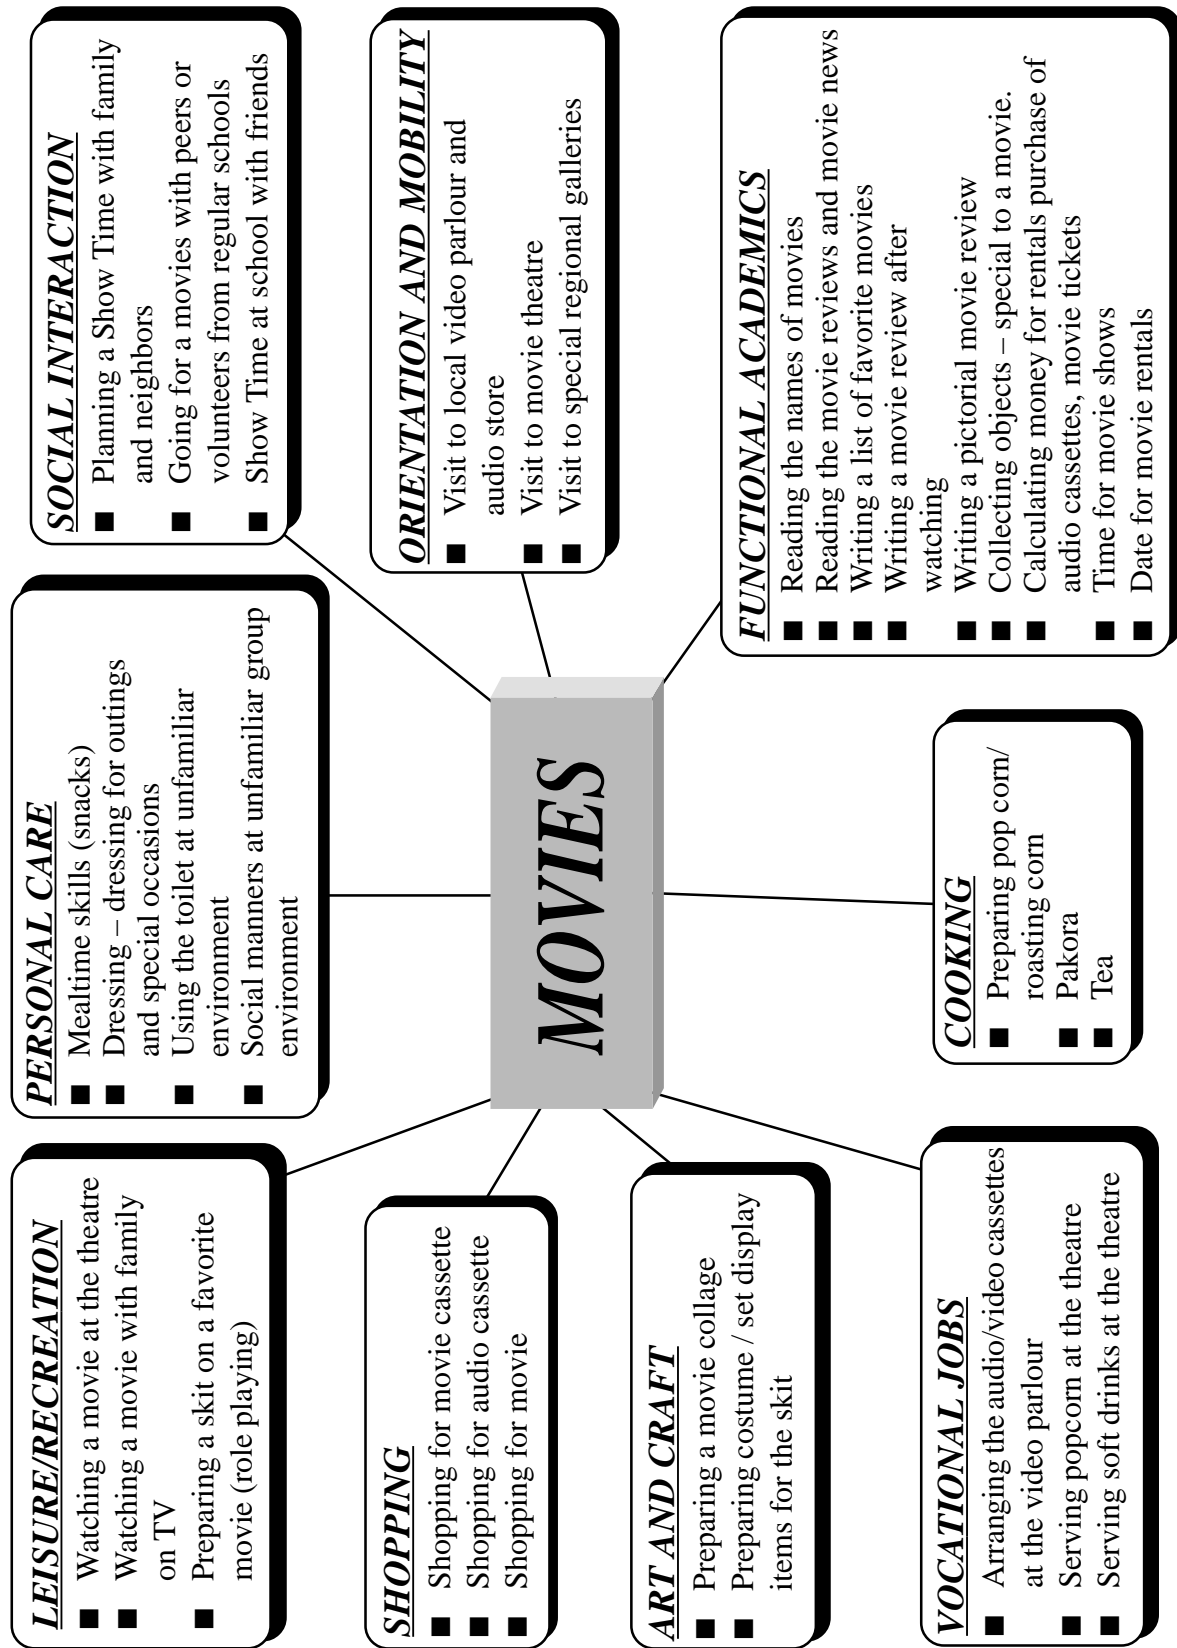 LEISURE/RECREATION
■ Watching a movie at the theatre
■ Watching a movie with family
on TV
■ Preparing a skit on a favorite
movie (role playing)
PERSONAL CARE
■ Mealtime skills (snacks)
■ Dressing – dressing for outings
and special occasions
■ Using the toilet at unfamiliar
environment
■ Social manners at unfamiliar group
environment
SOCIAL INTERACTION
■ Planning a Show Time with family
and neighbors
■ Going for a movies with peers or
volunteers from regular schools
■ Show Time at school with friends
SHOPPING
■ Shopping for movie cassette
■ Shopping for audio cassette
■ Shopping for movie
MOVIES
ORIENTATION AND MOBILITY
■ Visit to local video parlour and
audio store
■ Visit to movie theatre
■ Visit to special regional galleries
ART AND CRAFT
■ Preparing a movie collage
■ Preparing costume / set display
items for the skit
VOCATIONAL JOBS
■ Arranging the audio/video cassettes
at the video parlour
■ Serving popcorn at the theatre
■ Serving soft drinks at the theatre
COOKING
■ Preparing pop corn/
roasting corn
■ Pakora
■ Tea
FUNCTIONAL ACADEMICS
■ Reading the names of movies
■ Reading the movie reviews and movie news
■ Writing a list of favorite movies
■ Writing a movie review after
watching
■ Writing a pictorial movie review
■ Collecting objects – special to a movie.
■ Calculating money for rentals purchase of
audio cassettes, movie tickets
■ Time for movie shows
■ Date for movie rentals